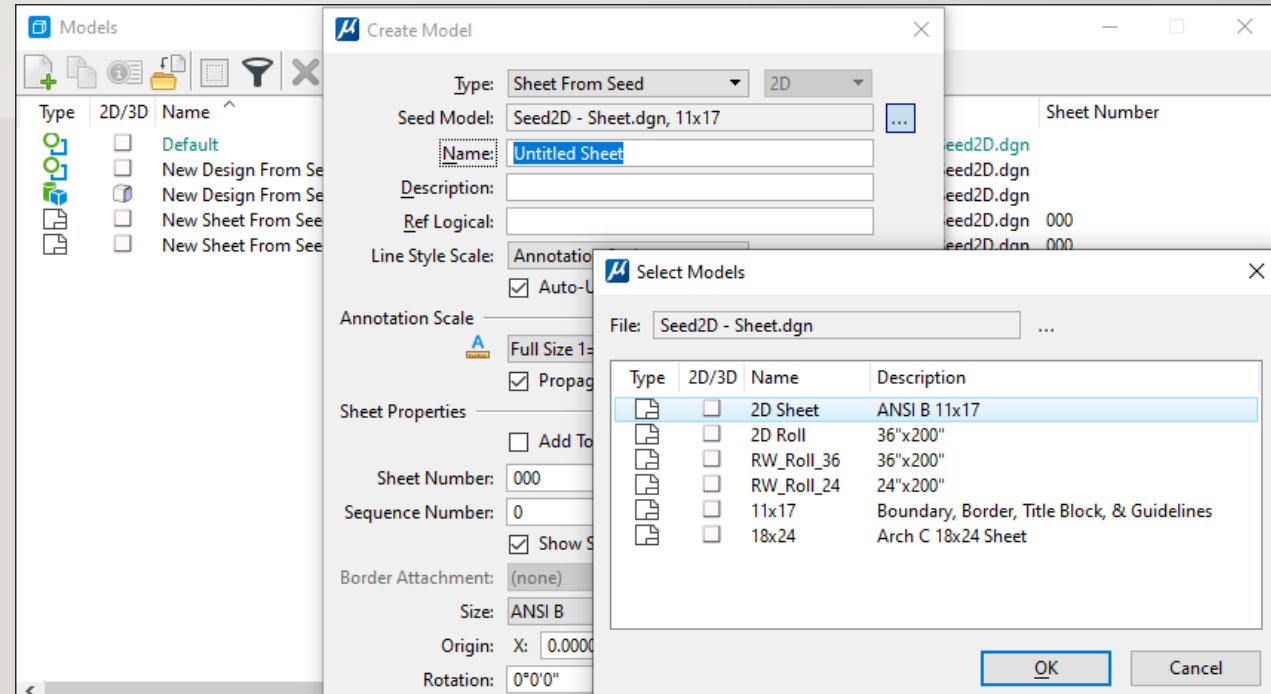 Models
Create Model
Type: Sheet From Seed 2D
Seed Model: Seed2D - Sheet.dgn, 11x17 ...
Name: Untitled Sheet
Description:
Ref Logical:
Line Style Scale: Annotatio
Auto-U
Annotation Scale
A
Full Size 1=
Propag
Sheet Properties
Add To
Sheet Number: 000
Sequence Number: 0
Show S
Border Attachment: (none)
Size: ANSI B
Origin: X: 0.0000
Rotation: 0°0'0"
Type 2D/3D Name Sheet Number
Default eed2D.dgn
New Design From Se eed2D.dgn
New Design From Se eed2D.dgn
New Sheet From See eed2D.dgn 000
New Sheet From See eed2D.dgn 000
Select Models
File: Seed2D - Sheet.dgn ...
Type 2D/3D Name Description
2D Sheet ANSI B 11x17
2D Roll 36"x200"
RW_Roll_36 36"x200"
RW_Roll_24 24"x200"
11x17 Boundary, Border, Title Block, & Guidelines
18x24 Arch C 18x24 Sheet
OK Cancel